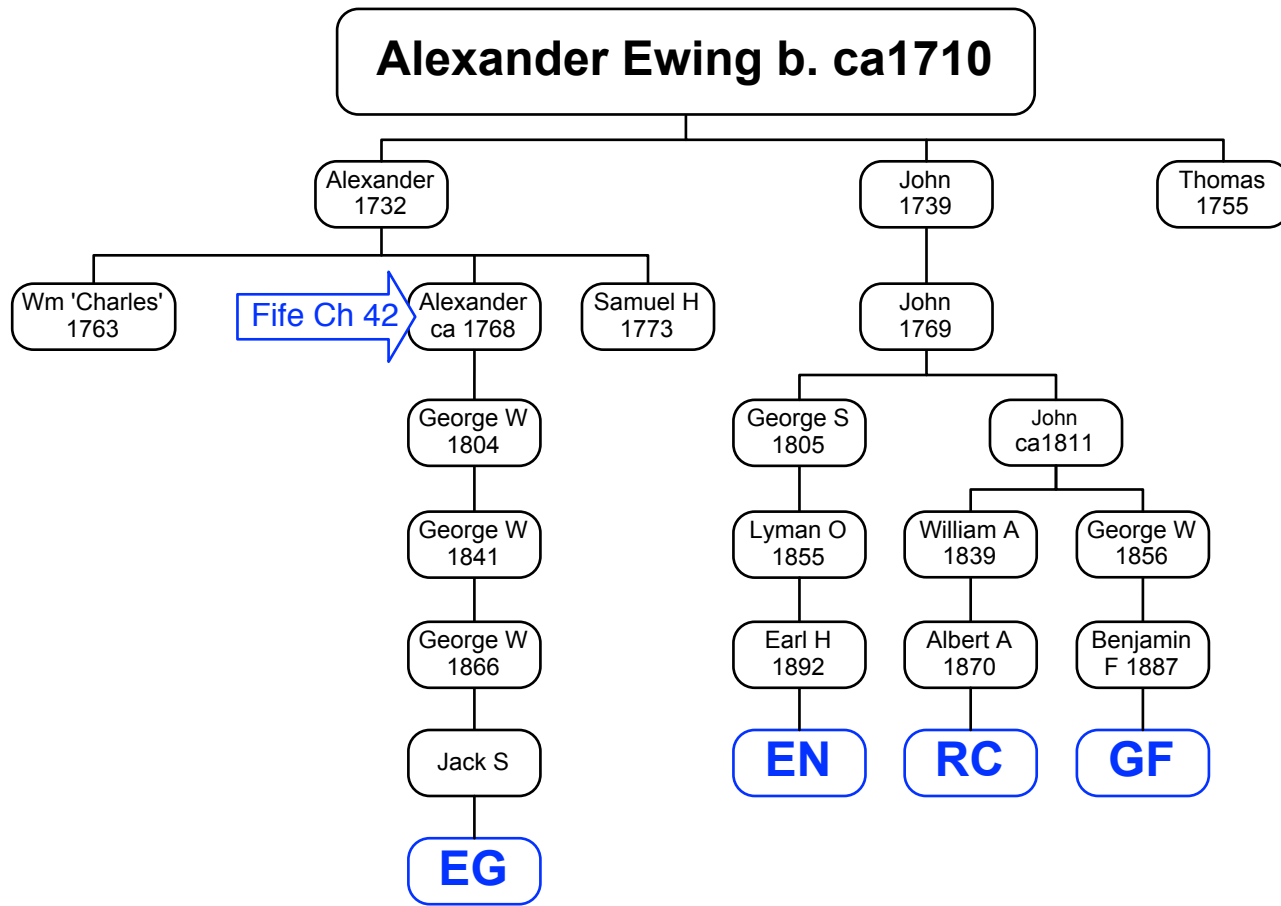 Alexander Ewing b. ca1710
Alexander
1732
John
1739
Thomas
1755
Wm 'Charles'
1763
Fife Ch 42
Alexander
ca 1768
Samuel H
1773
John
1769
George W
1804
George S
1805
John
ca1811
George W
1841
Lyman O
1855
William A
1839
George W
1856
George W
1866
Earl H
1892
Albert A
1870
Benjamin
F 1887
Jack S
EN
RC
GF
EG